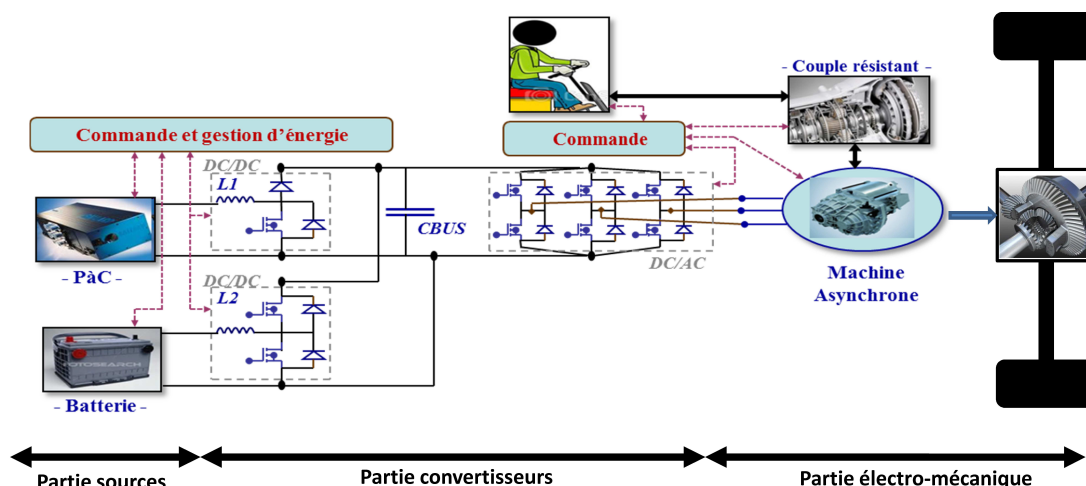 - Couple résistant -
Commande et gestion d'énergie
Commande
DC/DC
L1
CBUS
DC/AC
- PàC -
DC/DC
L2
Machine
Asynchrone
FOTOSEARCH
- Batterie -
Partie sources
Partie convertisseurs
Partie électro-mécanique